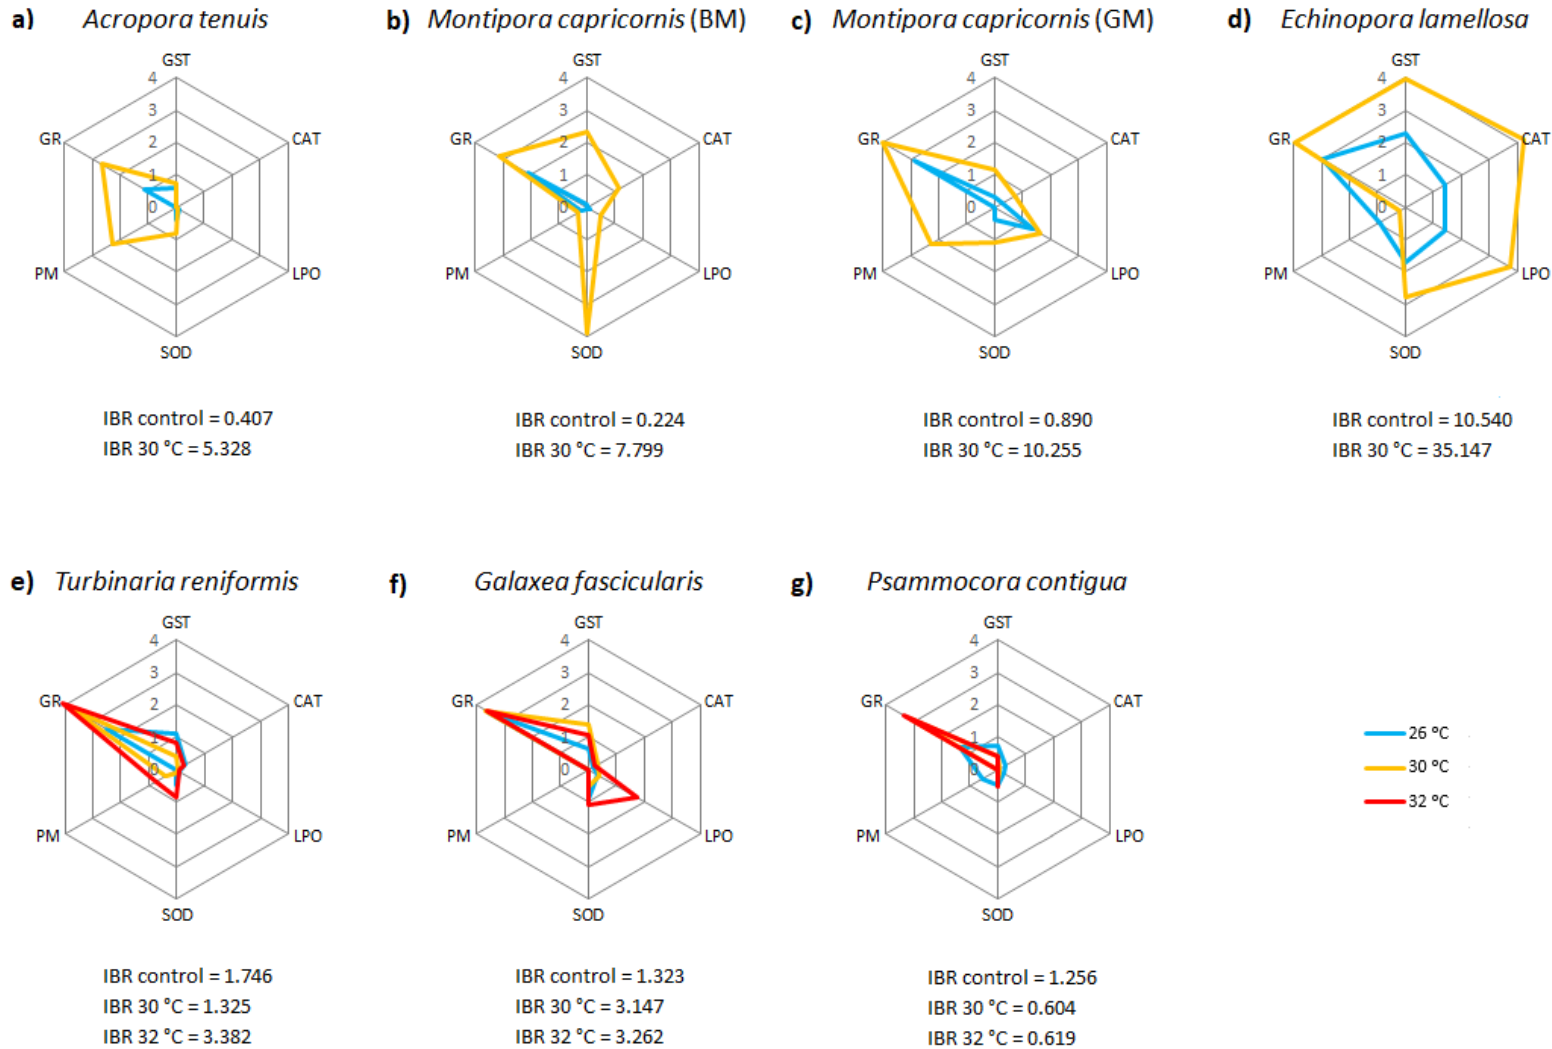 a) Acropora tenuis
GST
4
3
2
1
0
GR
CAT
PM
LPO
SOD
IBR control = 0.407
IBR 30 °C = 5.328
b) Montipora capricornis (BM)
GST
4
3
2
1
0
GR
CAT
PM
LPO
SOD
IBR control = 0.224
IBR 30 °C = 7.799
c) Montipora capricornis (GM)
GST
4
3
2
1
0
GR
CAT
PM
LPO
SOD
IBR control = 0.890
IBR 30 °C = 10.255
d) Echinopora lamellosa
GST
4
3
2
1
0
GR
CAT
PM
LPO
SOD
IBR control = 10.540
IBR 30 °C = 35.147
e) Turbinaria reniformis
GST
4
3
2
1
0
GR
CAT
PM
LPO
SOD
IBR control = 1.746
IBR 30 °C = 1.325
IBR 32 °C = 3.382
f) Galaxea fascicularis
GST
4
3
2
1
0
GR
CAT
PM
LPO
SOD
IBR control = 1.323
IBR 30 °C = 3.147
IBR 32 °C = 3.262
g) Psammocora contigua
GST
4
3
2
1
0
GR
CAT
PM
LPO
SOD
IBR control = 1.256
IBR 30 °C = 0.604
IBR 32 °C = 0.619
26 °C
30 °C
32 °C